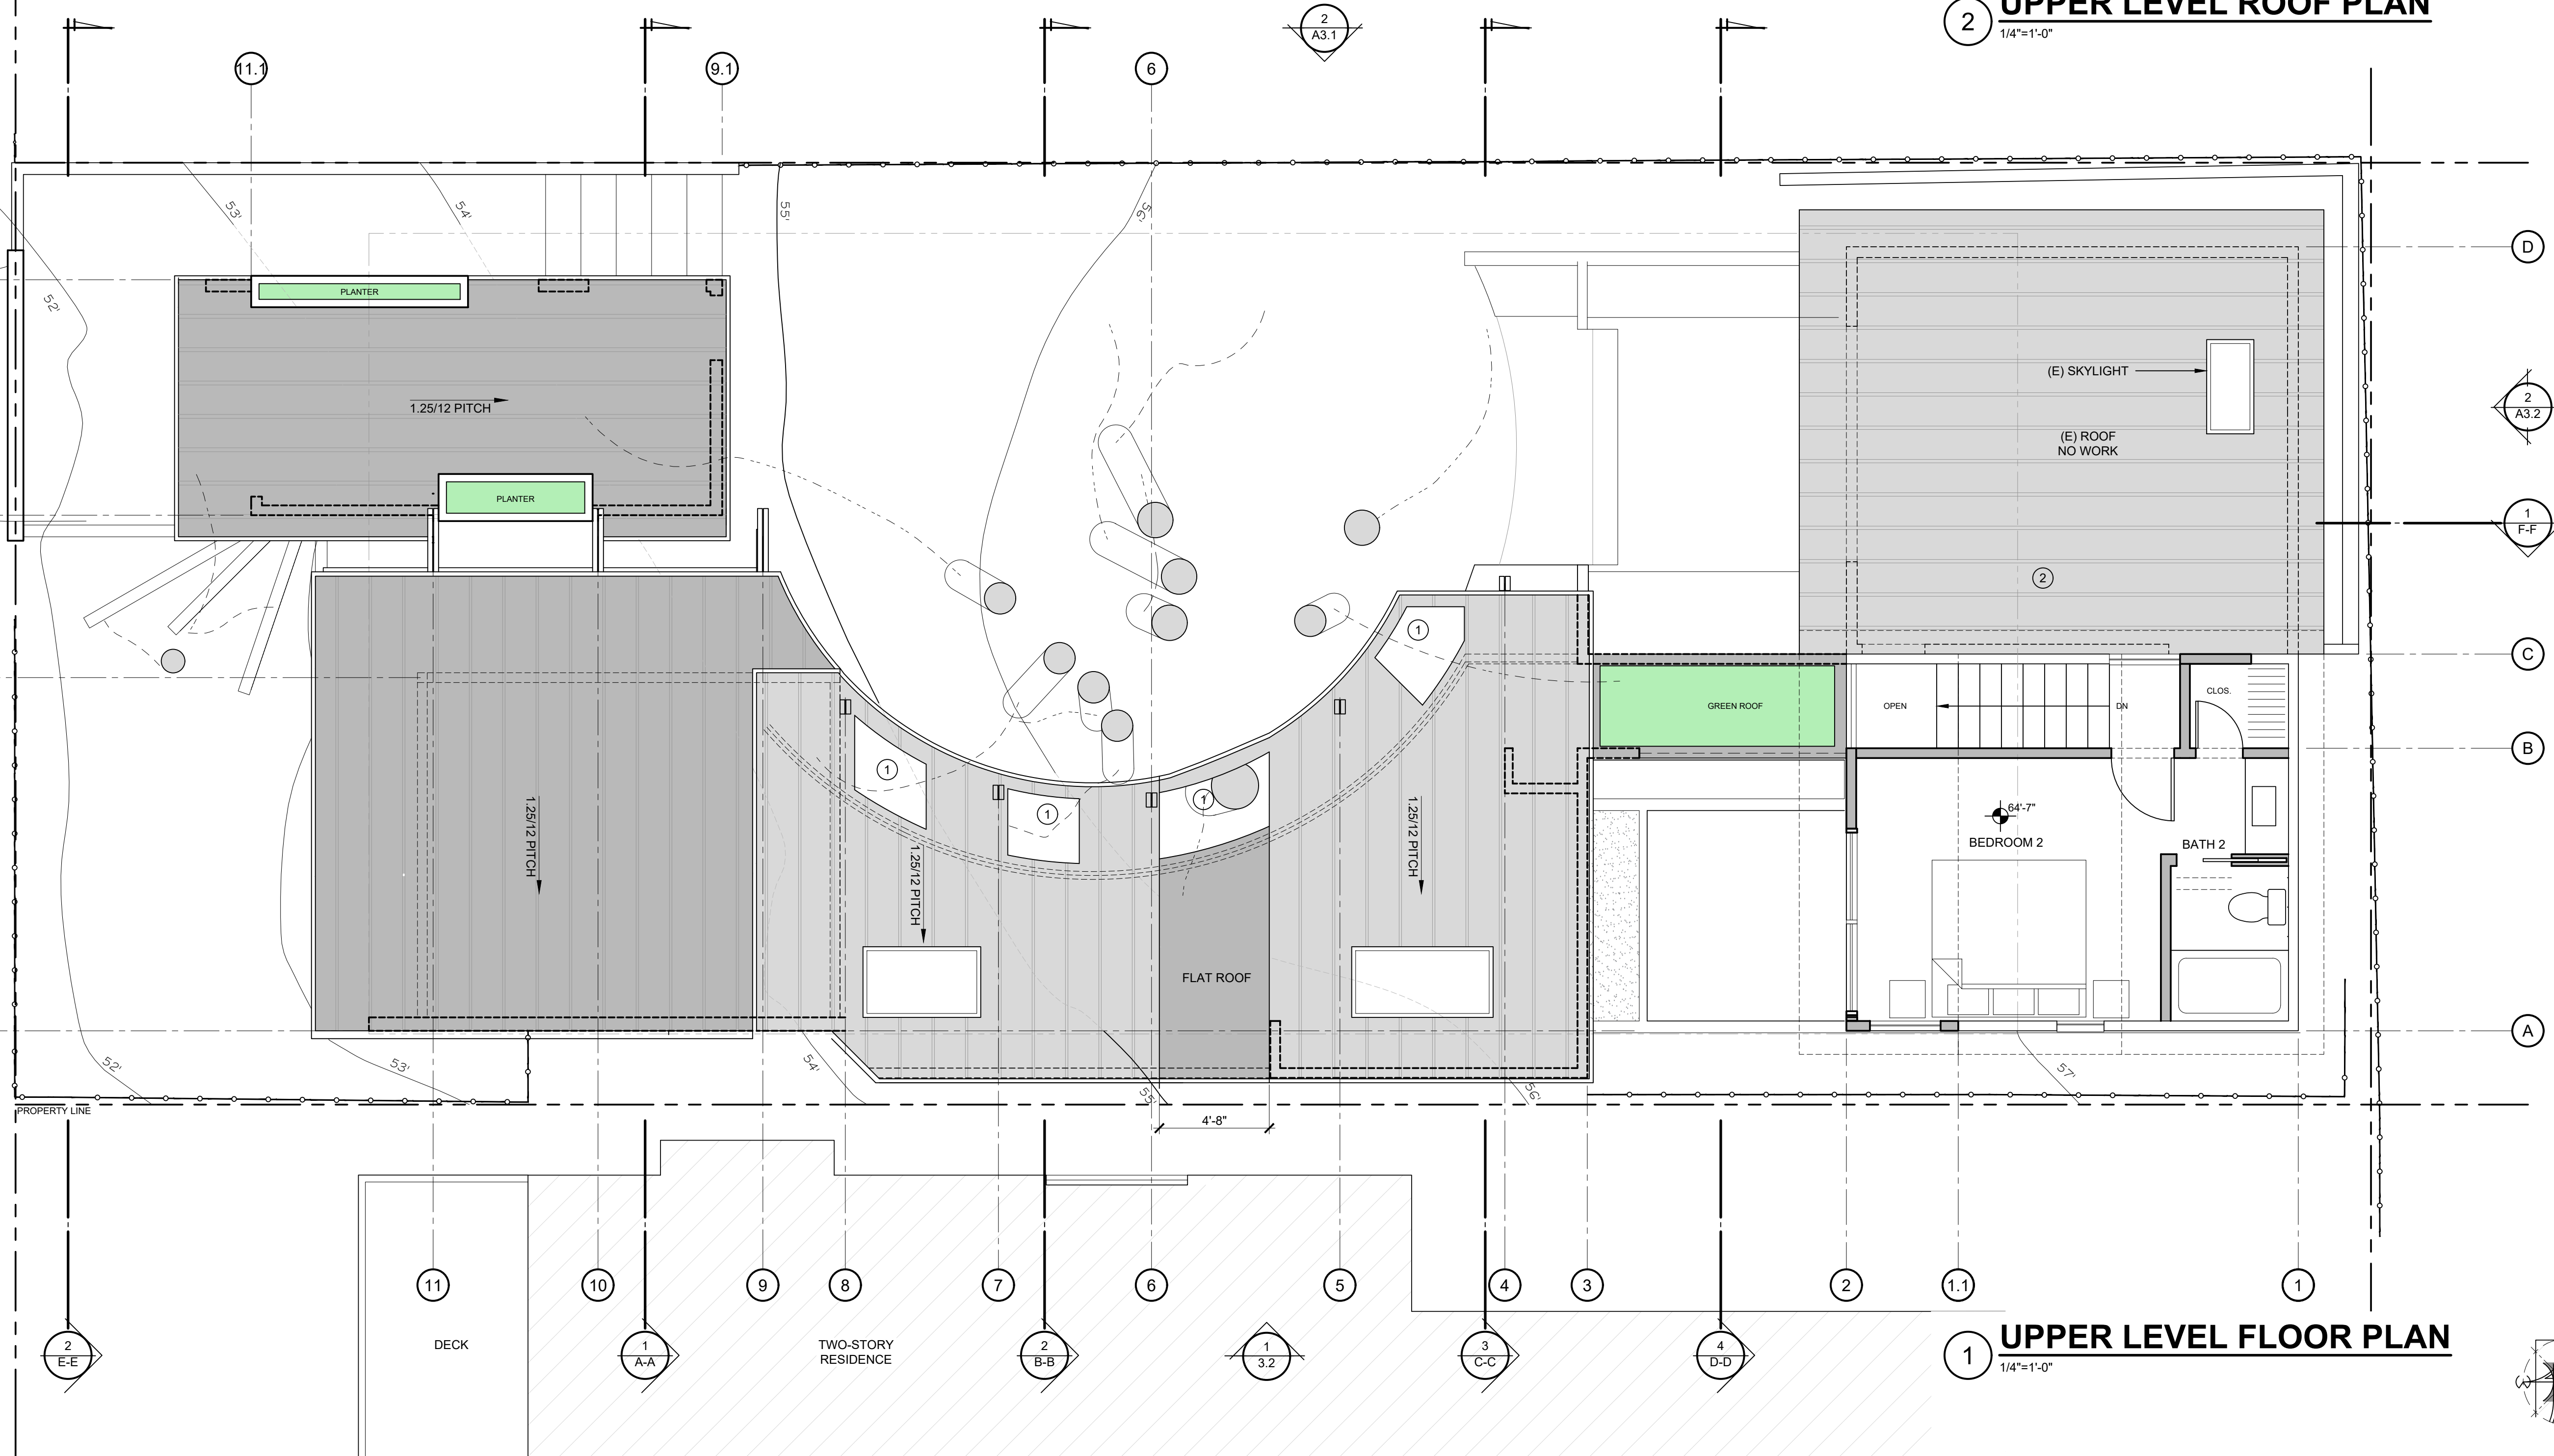 2 UPPER LEVEL ROOF PLAN
1/4"=1'-0"
2
A3.1
11.1
9.1
6
53'
54'
55'
56'
52'
D
PLANTER
1.25/12 PITCH
PLANTER
(E) SKYLIGHT
(E) ROOF
NO WORK
2
A3.2
1
F-F
2
1
C
GREEN ROOF
OPEN
DN
CLOS.
B
1
1
1
1.25/12 PITCH
1.25/12 PITCH
1.25/12 PITCH
64'-7"
BEDROOM 2
BATH 2
FLAT ROOF
A
52'
53'
54'
55'
56'
57'
PROPERTY LINE
4'-8"
11
10
9
8
7
6
5
4
3
2
1.1
1
DECK
TWO-STORY
RESIDENCE
2
E-E
1
A-A
2
B-B
1
3.2
3
C-C
4
D-D
1 UPPER LEVEL FLOOR PLAN
1/4"=1'-0"